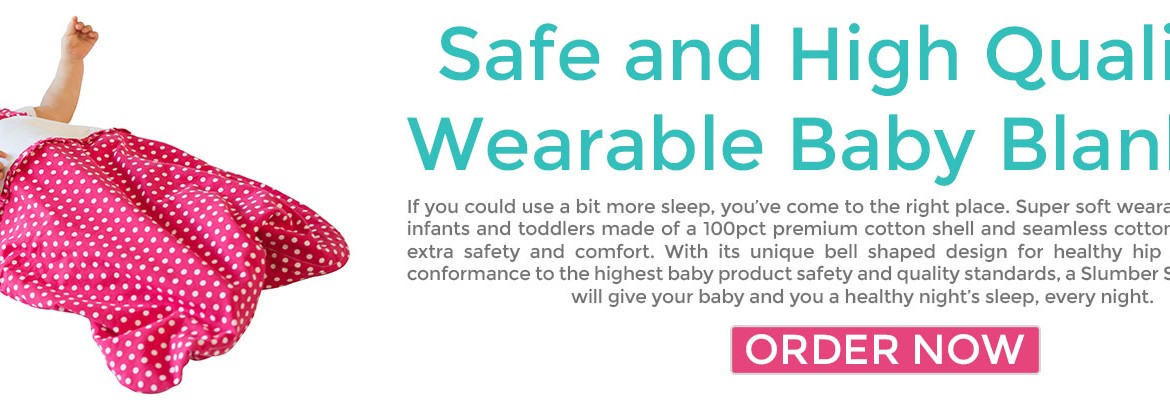 Safe and High Quali
Wearable Baby Blan
If you could use a bit more sleep, you've come to the right place. Super soft weara
infants and toddlers made of a 100pct premium cotton shell and seamless cotton
extra safety and comfort. With its unique bell shaped design for healthy hip
conformance to the highest baby product safety and quality standards, a Slumber S
will give your baby and you a healthy night's sleep, every night.
ORDER NOW